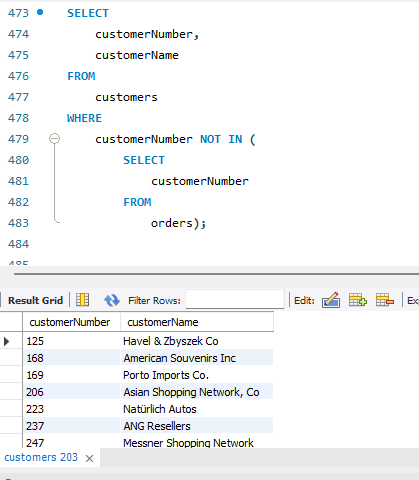 473 SELECT
474 customerNumber,
475 customerName
476 FROM
477 customers
478 WHERE
479 customerNumber NOT IN (
480 SELECT
481 customerNumber
482 FROM
483 orders);
484
Result Grid Filter Rows: Edit:
customerNumber customerName
125 Havel & Zbyszek Co
168 American Souvenirs Inc
169 Porto Imports Co.
206 Asian Shopping Network, Co
223 Natürlich Autos
237 ANG Resellers
247 Messner Shopping Network
customers 203